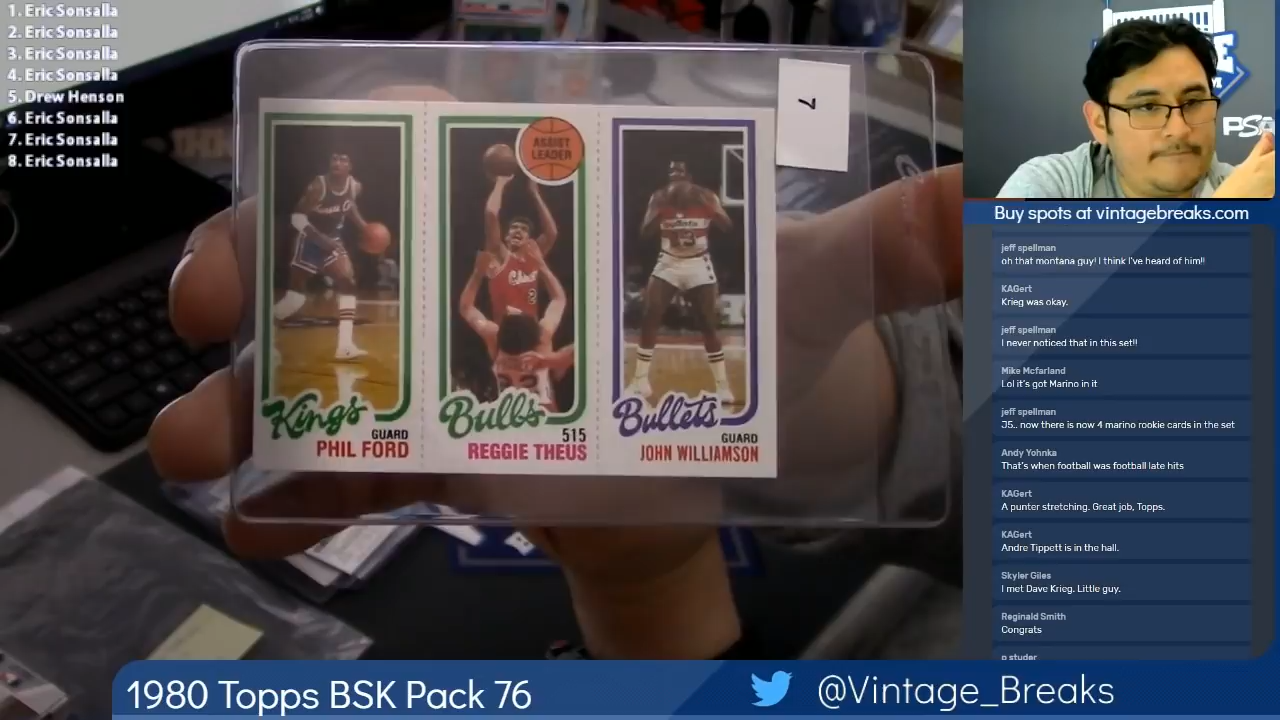 1. Eric Sonsalla
2. Eric Sonsalla
3. Eric Sonsalla
4. Eric Sonsalla
5. Drew Henson
6. Eric Sonsalla
7. Eric Sonsalla
8. Eric Sonsalla
7
ASSIST
LEADER
Kings
GUARD
PHIL FORD
Bulls
515
REGGIE THEUS
Bullets
GUARD
JOHN WILLIAMSON
PSA
Buy spots at vintagebreaks.com
jeff spellman
oh that montana guy! I think I've heard of him!!
KAGert
Krieg was okay.
jeff spellman
I never noticed that in this set!!
Mike Mcfarland
Lol it's got Marino in it
jeff spellman
J5.. now there is now 4 marino rookie cards in the set
Andy Yohnka
That's when football was football late hits
KAGert
A punter stretching. Great job, Topps.
KAGert
Andre Tippett is in the hall.
Skyler Giles
I met Dave Krieg. Little guy.
Reginald Smith
Congrats
p studer
1980 Topps BSK Pack 76
@Vintage_Breaks